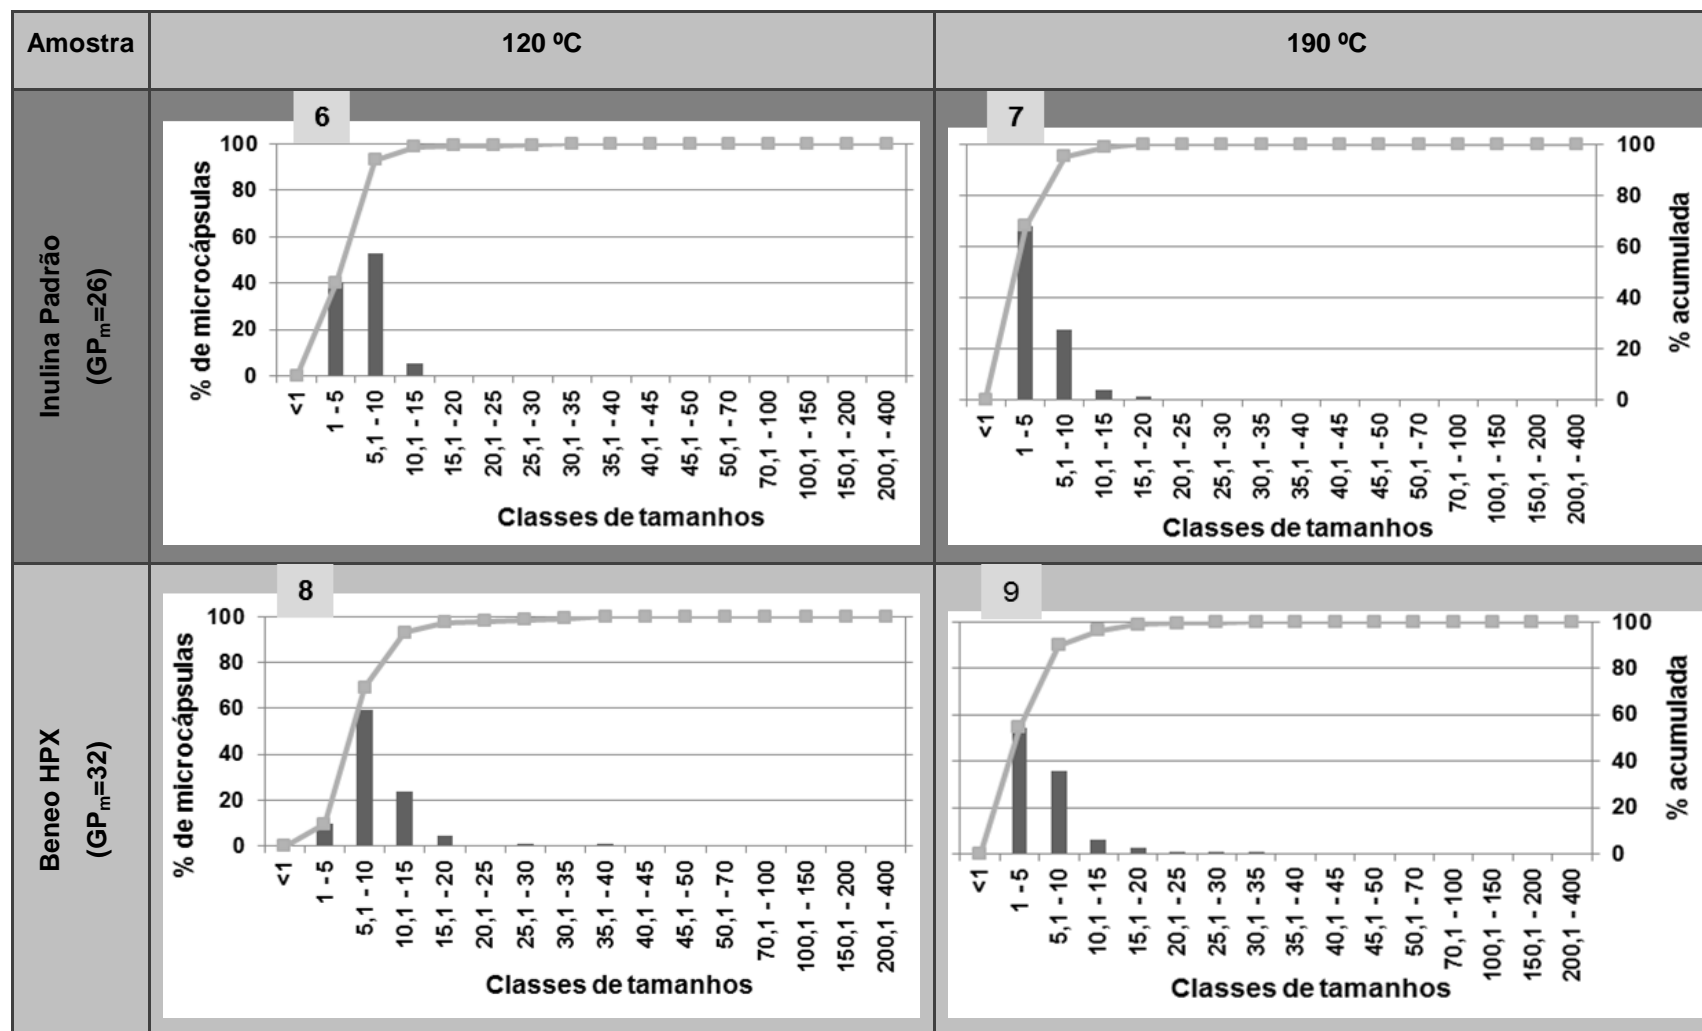 Amostra
120 ºC
190 ºC
Inulina Padrão
(GPm=26)
6
% de microcápsulas
100
80
60
40
20
0
<1
1 - 5
5,1 - 10
10,1 - 15
15,1 - 20
20,1 - 25
25,1 - 30
30,1 - 35
35,1 - 40
40,1 - 45
45,1 - 50
50,1 - 70
70,1 - 100
100,1 - 150
150,1 - 200
200,1 - 400
Classes de tamanhos
7
100
80
60
40
20
0
% acumulada
<1
1 - 5
5,1 - 10
10,1 - 15
15,1 - 20
20,1 - 25
25,1 - 30
30,1 - 35
35,1 - 40
40,1 - 45
45,1 - 50
50,1 - 70
70,1 - 100
100,1 - 150
150,1 - 200
200,1 - 400
Classes de tamanhos
Beneo HPX
(GPm=32)
8
% de microcápsulas
100
80
60
40
20
0
<1
1 - 5
5,1 - 10
10,1 - 15
15,1 - 20
20,1 - 25
25,1 - 30
30,1 - 35
35,1 - 40
40,1 - 45
45,1 - 50
50,1 - 70
70,1 - 100
100,1 - 150
150,1 - 200
200,1 - 400
Classes de tamanhos
9
100
80
60
40
20
0
% acumulada
<1
1 - 5
5,1 - 10
10,1 - 15
15,1 - 20
20,1 - 25
25,1 - 30
30,1 - 35
35,1 - 40
40,1 - 45
45,1 - 50
50,1 - 70
70,1 - 100
100,1 - 150
150,1 - 200
200,1 - 400
Classes de tamanhos